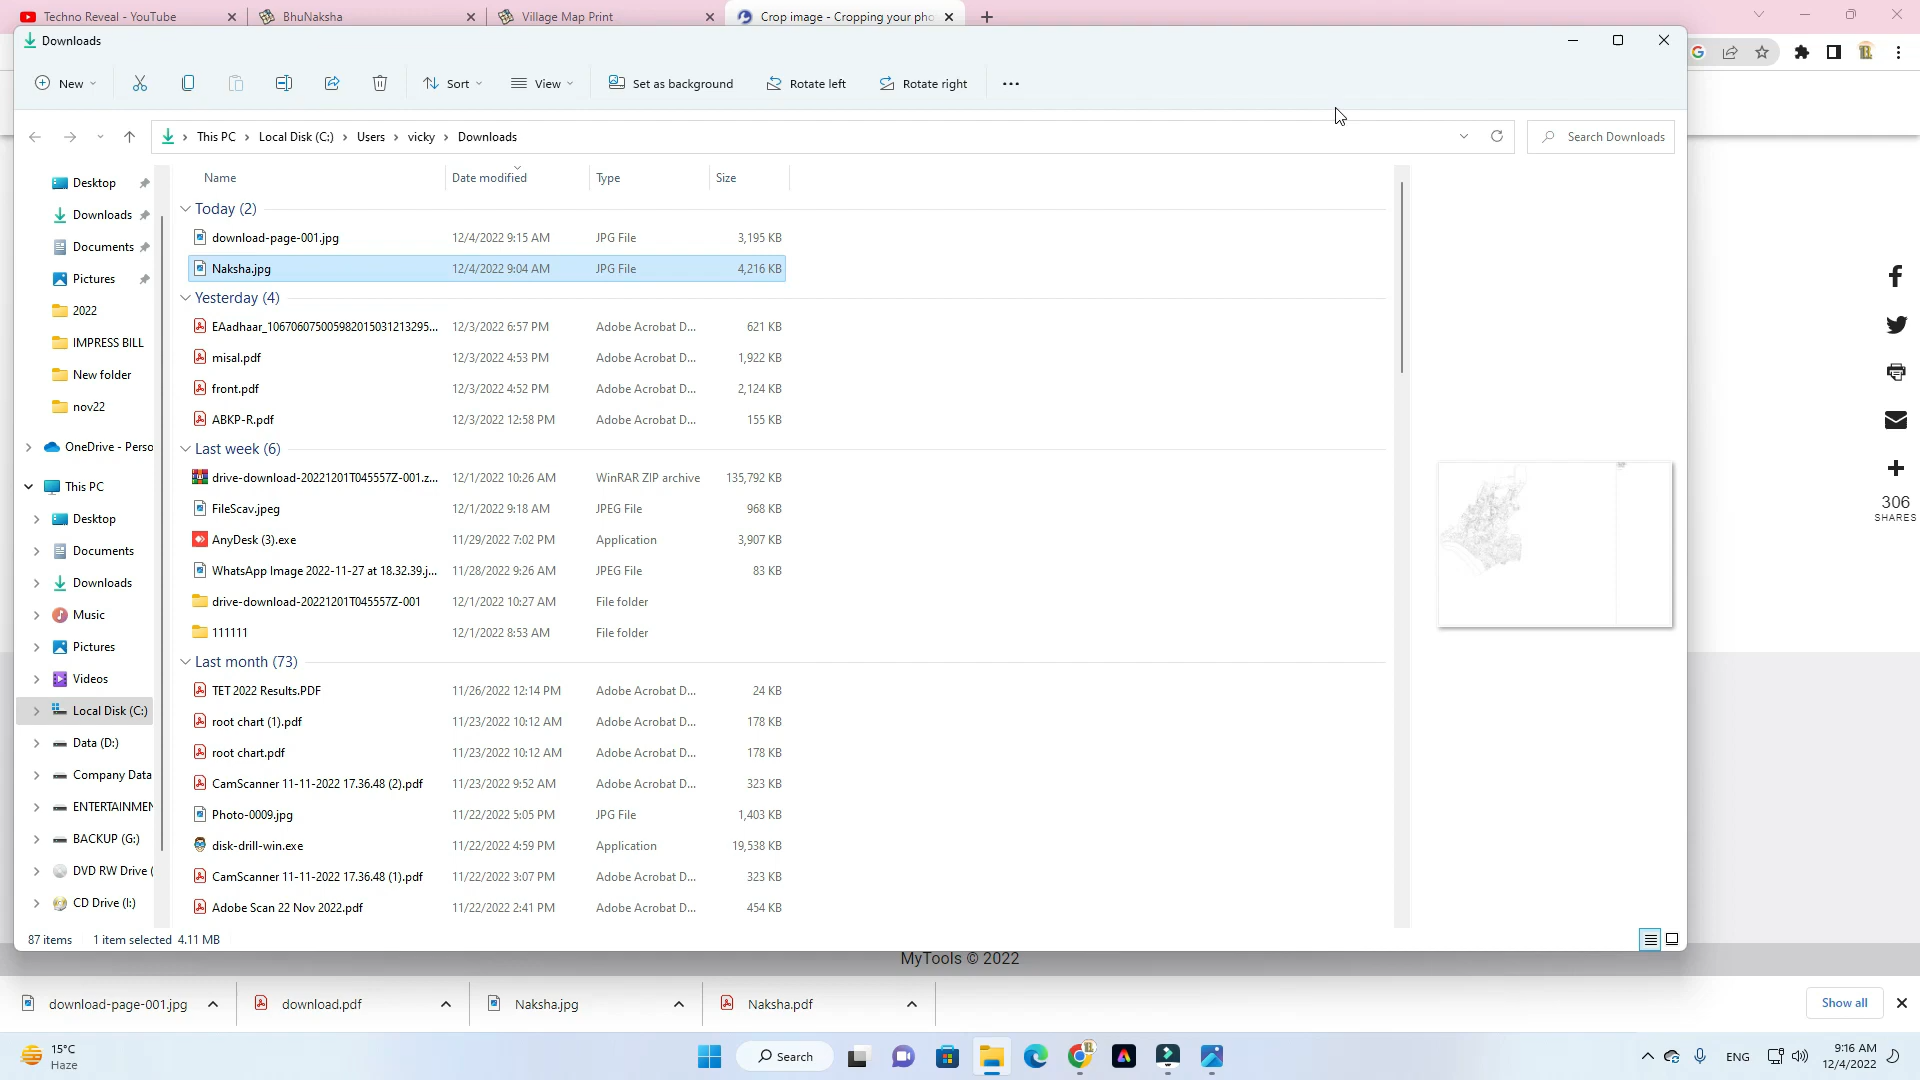 Techno Reveal - YouTube
BhuNaksha
Village Map Print
Crop image - Cropping your pho
Downloads
New
Sort
View
Set as background
Rotate left
Rotate right
This PC
Local Disk (C:)
Users
vicky
Downloads
Search Downloads
Name
Date modified
Type
Size
Desktop
Downloads
Documents
Pictures
2022
IMPRESS BILL
New folder
nov22
OneDrive - Perso
This PC
Desktop
Documents
Downloads
Music
Pictures
Videos
Local Disk (C:)
Data (D:)
Company Data
ENTERTAINMEN
BACKUP (G:)
DVD RW Drive (
CD Drive (I:)
Today (2)
download-page-001.jpg 12/4/2022 9:15 AM JPG File 3,195 KB
Naksha.jpg 12/4/2022 9:04 AM JPG File 4,216 KB
Yesterday (4)
EAadhaar_106706075005982015031213295... 12/3/2022 6:57 PM Adobe Acrobat D... 621 KB
misal.pdf 12/3/2022 4:53 PM Adobe Acrobat D... 1,922 KB
front.pdf 12/3/2022 4:52 PM Adobe Acrobat D... 2,124 KB
ABKP-R.pdf 12/3/2022 12:58 PM Adobe Acrobat D... 155 KB
Last week (6)
drive-download-20221201T045557Z-001.z... 12/1/2022 10:26 AM WinRAR ZIP archive 135,792 KB
FileScav.jpeg 12/1/2022 9:18 AM JPEG File 968 KB
AnyDesk (3).exe 11/29/2022 7:02 PM Application 3,907 KB
WhatsApp Image 2022-11-27 at 18.32.39.j... 11/28/2022 9:26 AM JPEG File 83 KB
drive-download-20221201T045557Z-001 12/1/2022 10:27 AM File folder
111111 12/1/2022 8:53 AM File folder
Last month (73)
TET 2022 Results.PDF 11/26/2022 12:14 PM Adobe Acrobat D... 24 KB
root chart (1).pdf 11/23/2022 10:12 AM Adobe Acrobat D... 178 KB
root chart.pdf 11/23/2022 10:12 AM Adobe Acrobat D... 178 KB
CamScanner 11-11-2022 17.36.48 (2).pdf 11/23/2022 9:52 AM Adobe Acrobat D... 323 KB
Photo-0009.jpg 11/22/2022 5:05 PM JPG File 1,403 KB
disk-drill-win.exe 11/22/2022 4:59 PM Application 19,538 KB
CamScanner 11-11-2022 17.36.48 (1).pdf 11/22/2022 3:07 PM Adobe Acrobat D... 323 KB
Adobe Scan 22 Nov 2022.pdf 11/22/2022 2:41 PM Adobe Acrobat D... 454 KB
306
SHARES
87 items 1 item selected 4.11 MB
MyTools © 2022
download-page-001.jpg
download.pdf
Naksha.jpg
Naksha.pdf
Show all
15°C
Haze
Search
ENG
9:16 AM
12/4/2022